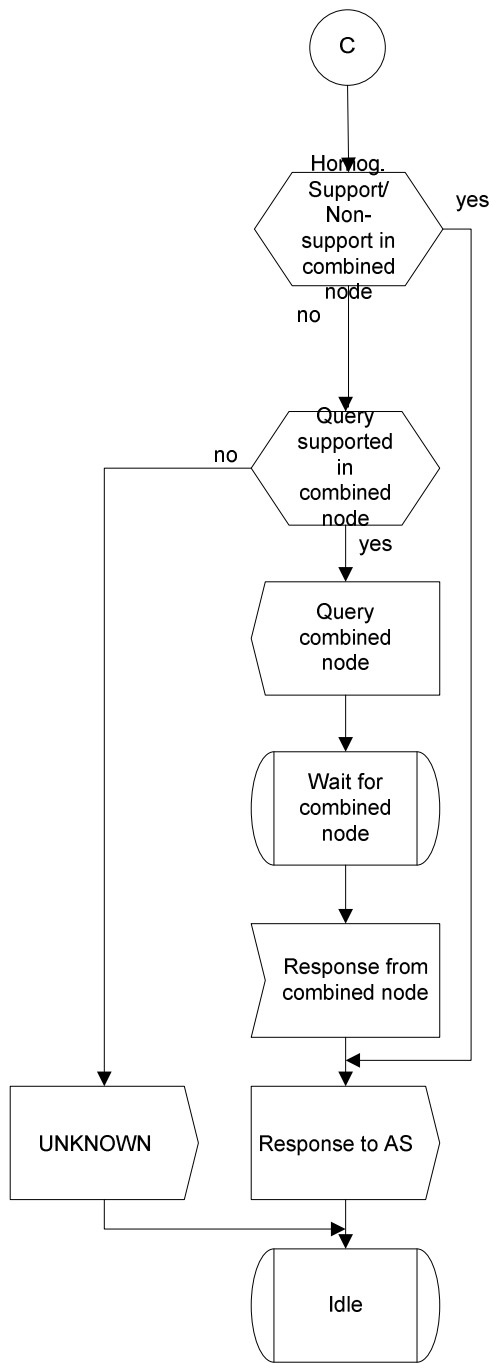 C
Homog.
Support/
Non-
support in
combined
node
yes
no
Query
supported
in
combined
node
no
yes
Query
combined
node
Wait for
combined
node
Response from
combined node
UNKNOWN
Response to AS
Idle